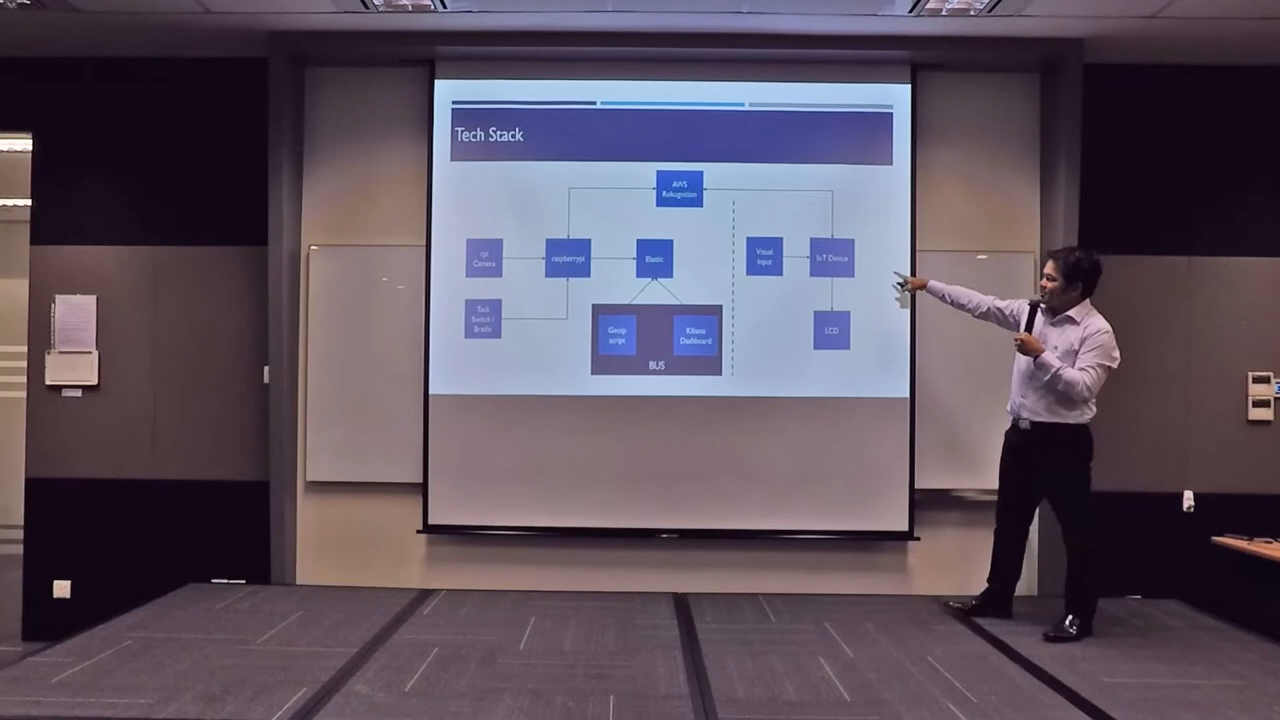 Tech Stack
AWS
Rekognition
rpi
Camera
raspberrypi
Elastic
Visual
Input
IoT Device
Tack
Switch /
Braille
Geoip
script
Kibana
Dashboard
LCD
BUS